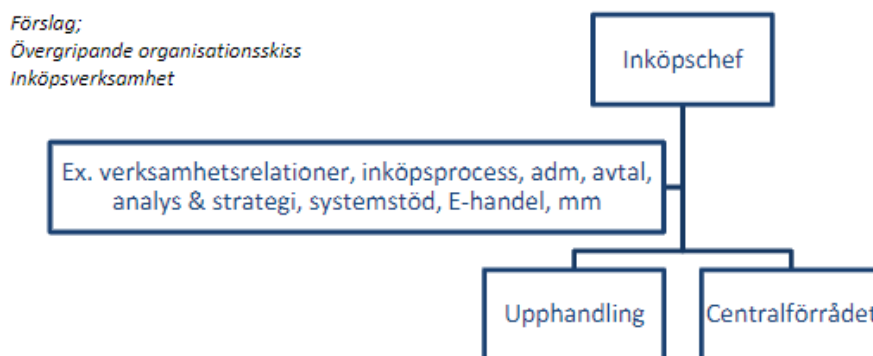 Förslag;
Övergripande organisationsskiss
Inköpsverksamhet
Inköpschef
Ex. verksamhetsrelationer, inköpsprocess, adm, avtal,
analys & strategi, systemstöd, E-handel, mm
Upphandling
Centralförrådet